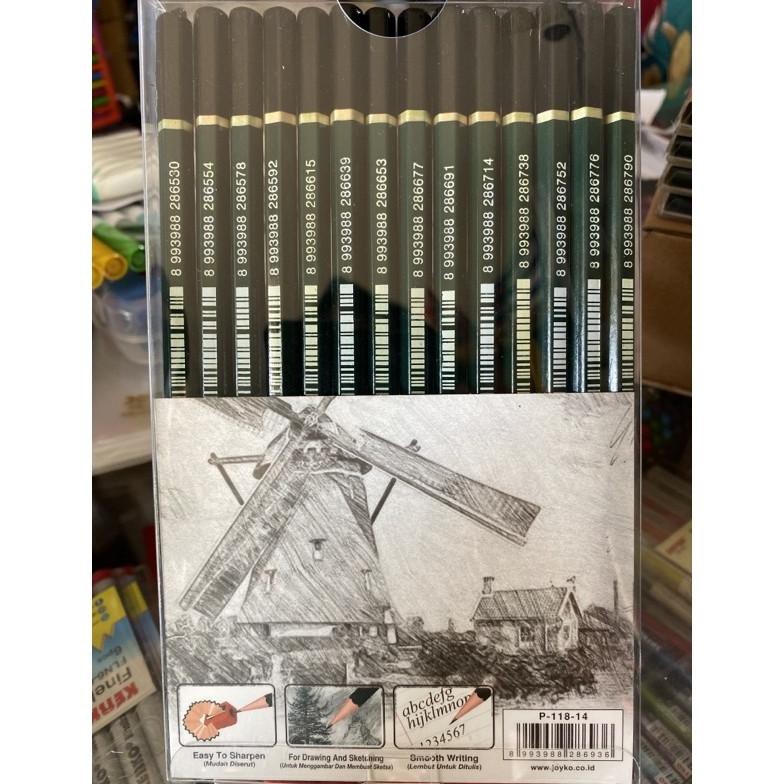 8 993988 286530
8 993988 286554
8 993988 286578
8 993988 286592
8 993988 286615
8 993988 286639
8 993988 286653
8 993988 286677
8 993988 286691
8 993988 286714
8 993988 286738
8 993988 286752
8 993988 286776
8 993988 286790
abcdefg
hijklmnop
1234567
Easy To Sharpen
(Mudah Diserut)
For Drawing And Sketching
(Untuk Menggambar Dan Membuat Sketsa)
Smooth Writing
(Lembut Untuk Ditulis)
P-118-14
8 993988 286936
www.joyko.co.id